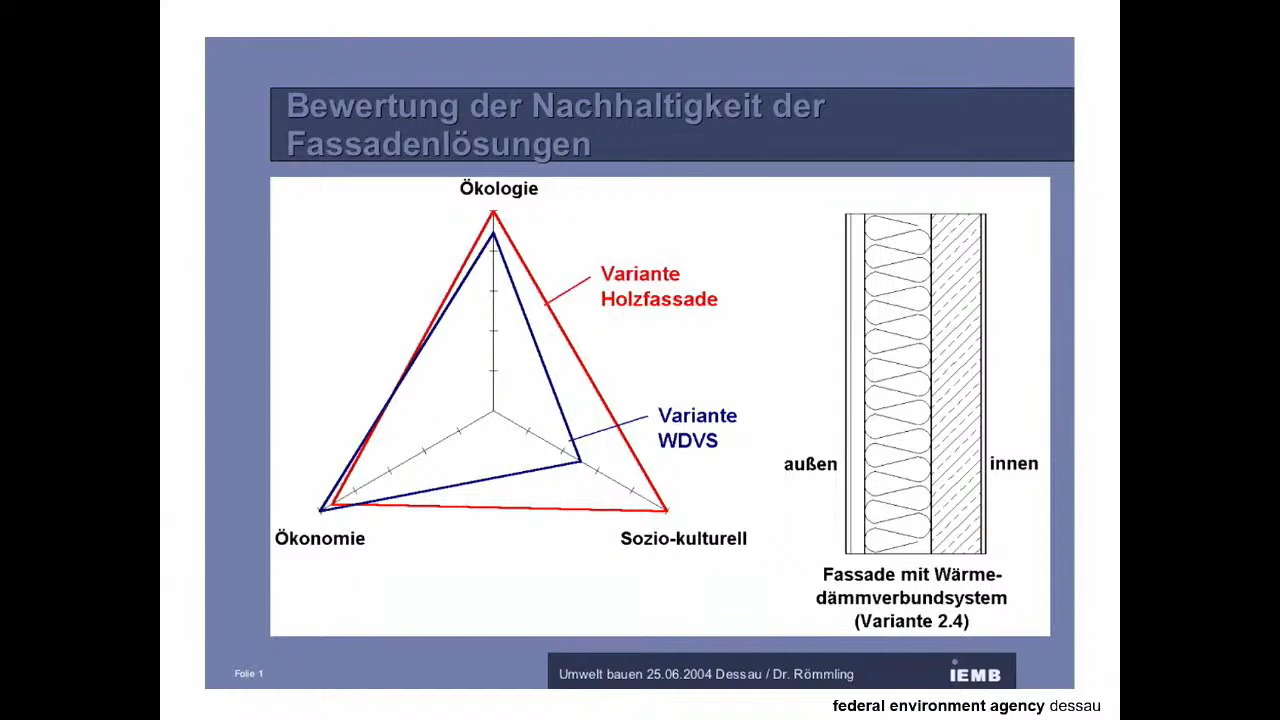 Bewertung der Nachhaltigkeit der
Fassadenlösungen
Ökologie
Variante
Holzfassade
Variante
WDVS
Ökonomie
Sozio-kulturell
außen
innen
Fassade mit Wärme-
dämmverbundsystem
(Variante 2.4)
Folie 1
Umwelt bauen 25.06.2004 Dessau / Dr. Römmling
IEMB
federal environment agency dessau